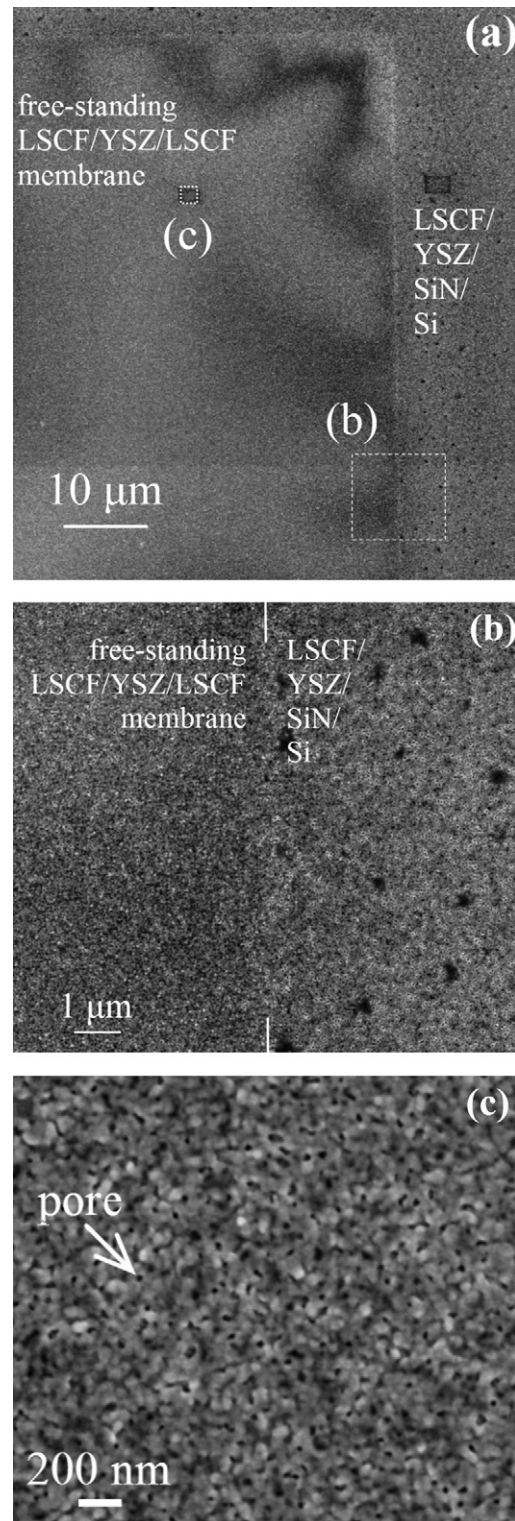 (a)
free-standing
LSCF/YSZ/LSCF
membrane
(c)
LSCF/
YSZ/
SiN/
Si
(b)
10 μm
(b)
free-standing
LSCF/YSZ/LSCF
membrane
LSCF/
YSZ/
SiN/
Si
1 μm
(c)
pore
200 nm